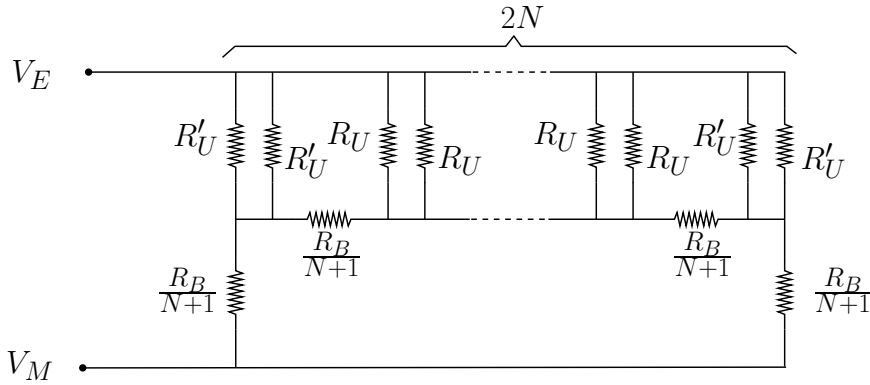 2N
V_E
R'_U
R'_U
R_U
R_U
R_U
R_U
R'_U
R'_U
R_B/N+1
R_B/N+1
R_B/N+1
R_B/N+1
V_M